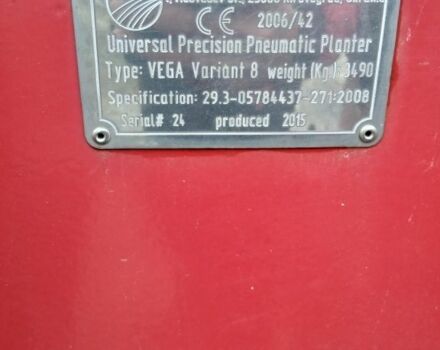 CE 2006/42
Universal Precision Pneumatic Planter
Type: VEGA Variant 8 weight (Kg): 3490
Specification: 29.3-05784437-271:2008
Serial# 24 produced 2015